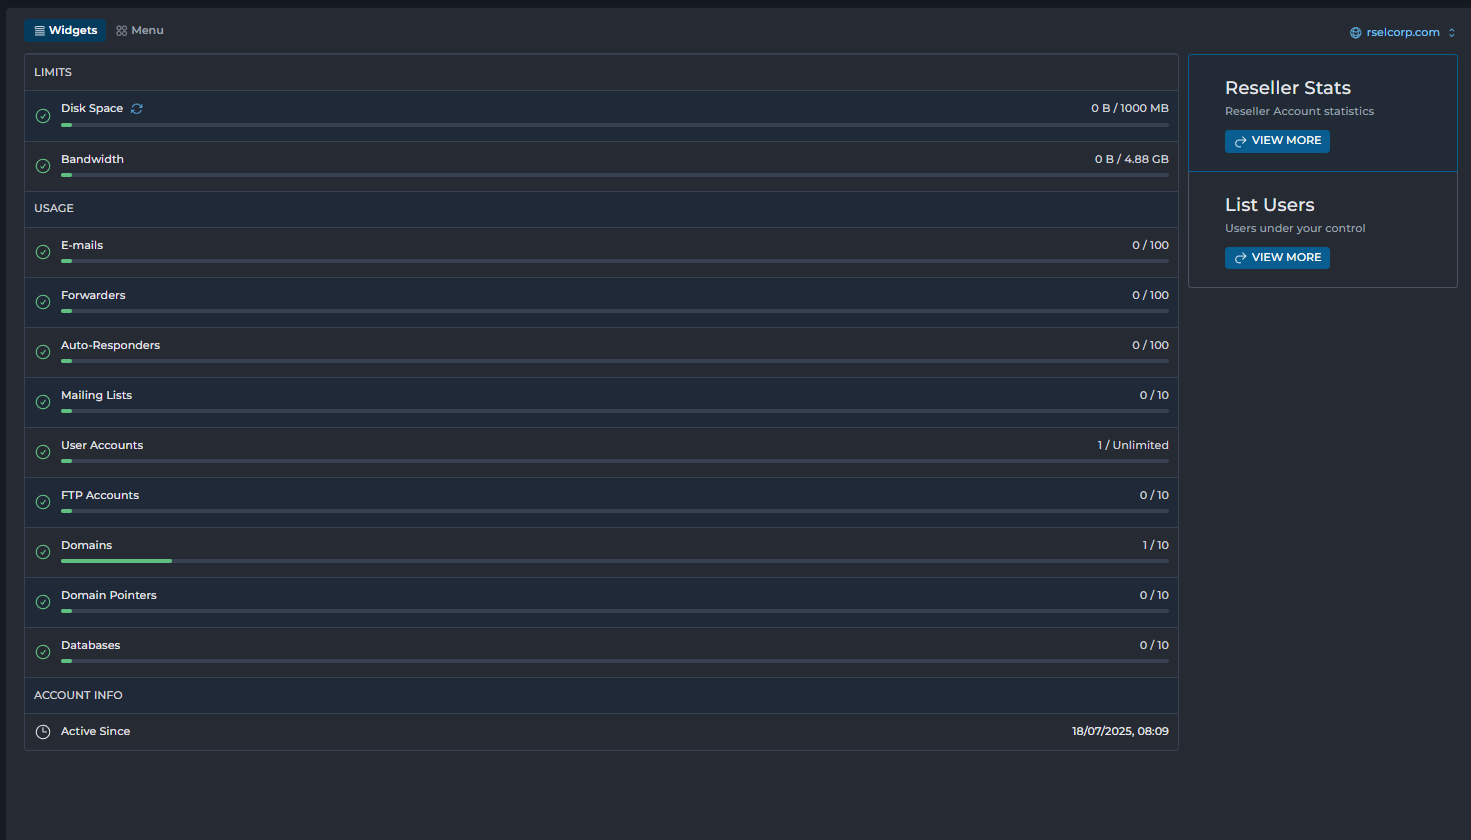 Widgets
Menu
rselcorp.com
LIMITS
Disk Space 0 B / 1000 MB
Bandwidth 0 B / 4.88 GB
USAGE
E-mails 0 / 100
Forwarders 0 / 100
Auto-Responders 0 / 100
Mailing Lists 0 / 10
User Accounts 1 / Unlimited
FTP Accounts 0 / 10
Domains 1 / 10
Domain Pointers 0 / 10
Databases 0 / 10
ACCOUNT INFO
Active Since 18/07/2025, 08:09
Reseller Stats
Reseller Account statistics
VIEW MORE
List Users
Users under your control
VIEW MORE